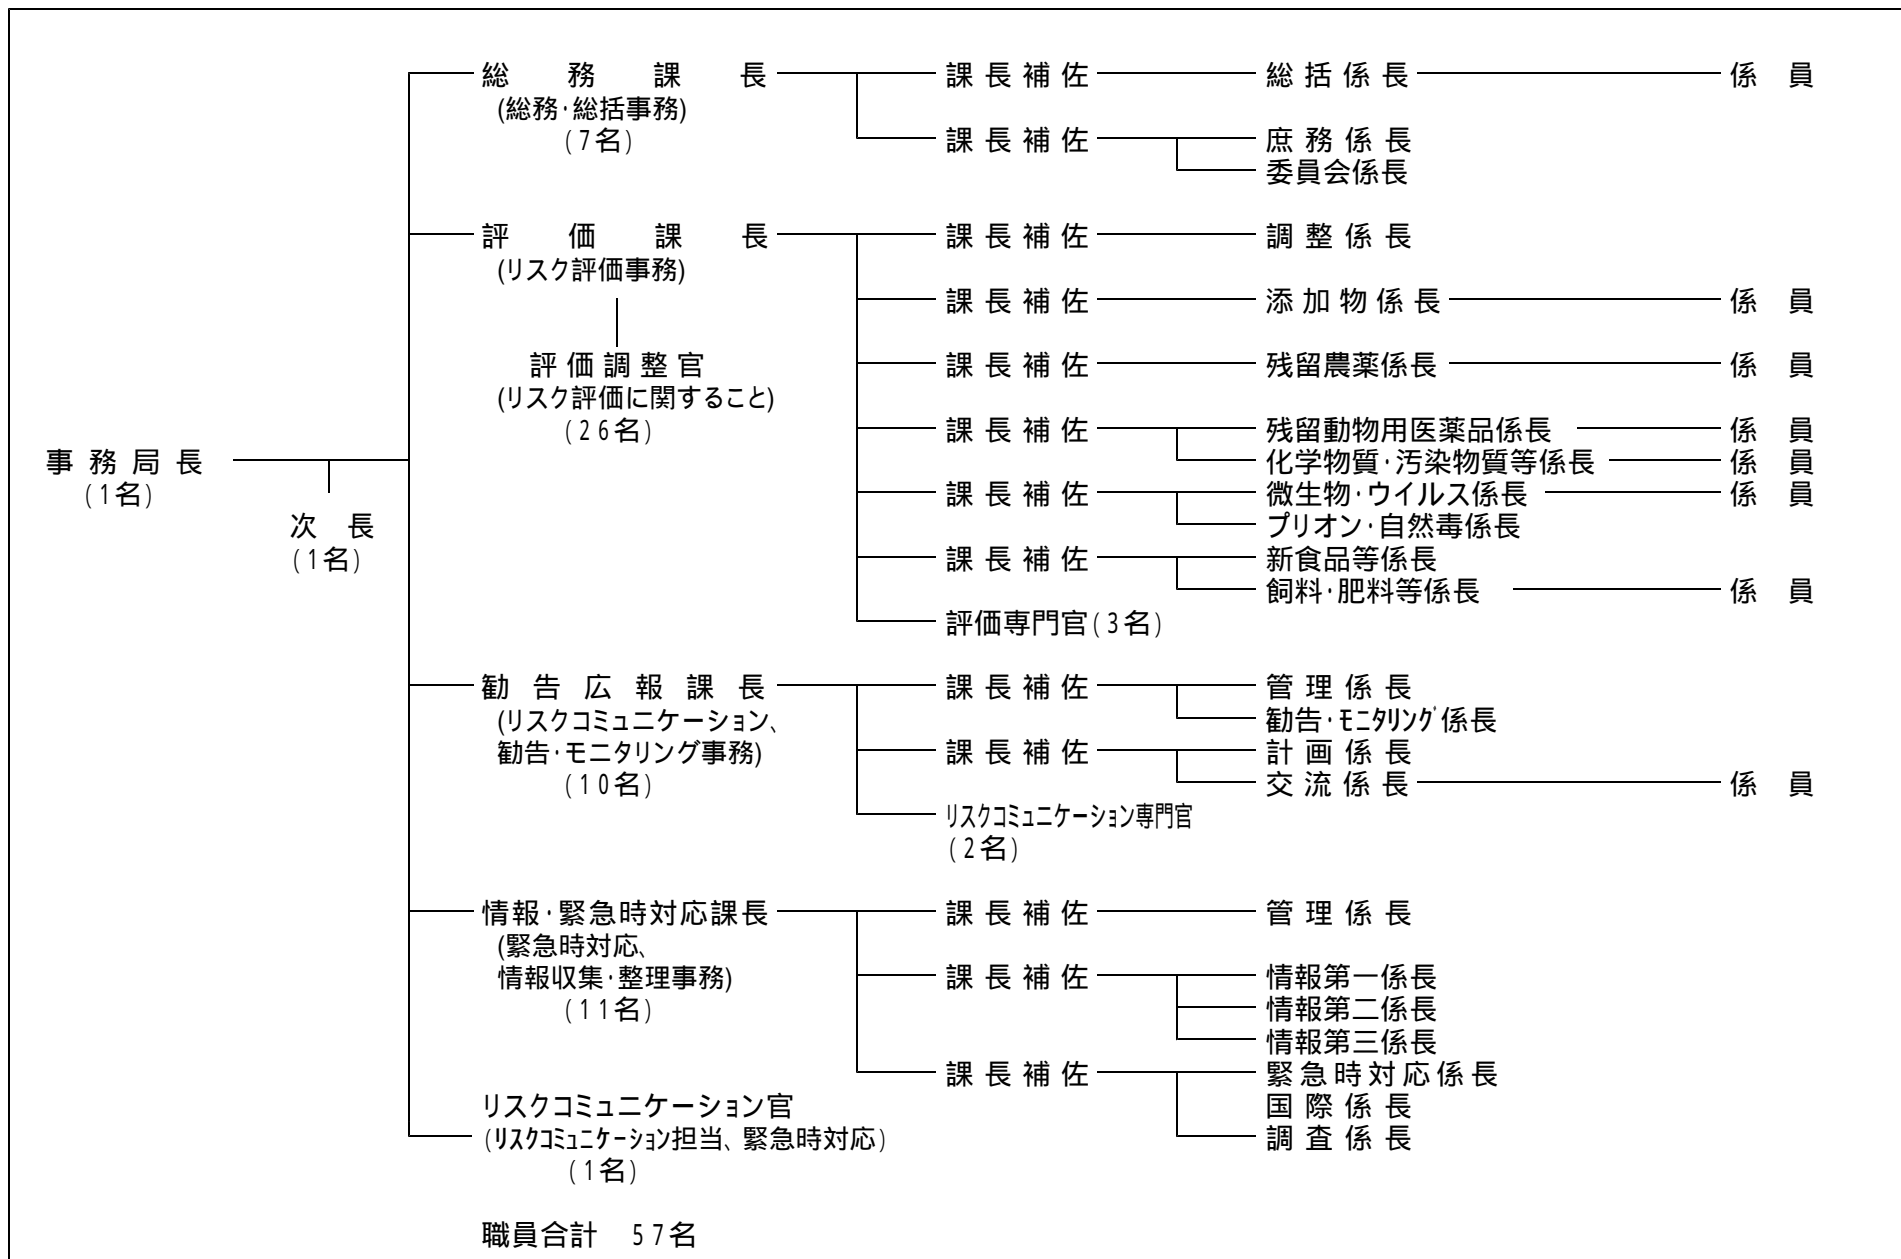 総務課長 課長補佐 総括係長 係員
(総務・総括事務)
(7名) 課長補佐 庶務係長
委員会係長
評価課長 課長補佐 調整係長
(リスク評価事務)
課長補佐 添加物係長 係員
評価調整官 課長補佐 残留農薬係長 係員
(リスク評価に関すること)
(26名) 課長補佐 残留動物用医薬品係長 係員
事務局長 化学物質・汚染物質等係長 係員
(1名) 課長補佐 微生物・ウイルス係長 係員
次長 プリオン・自然毒係長
(1名) 課長補佐 新食品等係長
飼料・肥料等係長 係員
評価専門官(3名)
勧告広報課長 課長補佐 管理係長
(リスクコミュニケーション、 勧告・モニタリング係長
勧告・モニタリング事務) 課長補佐 計画係長
(10名) 交流係長 係員
リスクコミュニケーション専門官
(2名)
情報・緊急時対応課長 課長補佐 管理係長
(緊急時対応、
情報収集・整理事務) 課長補佐 情報第一係長
(11名) 情報第二係長
情報第三係長
課長補佐 緊急時対応係長
リスクコミュニケーション官 国際係長
(リスクコミュニケーション担当、緊急時対応) 調査係長
(1名)
職員合計 57名